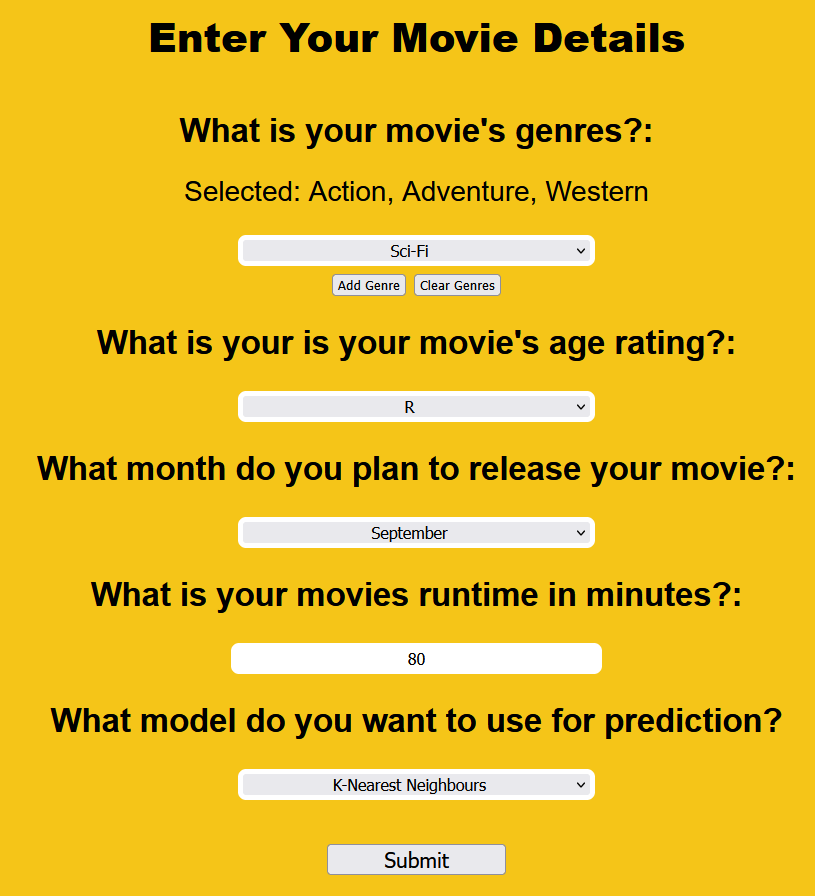 Enter Your Movie Details
What is your movie's genres?:
Selected: Action, Adventure, Western
Sci-Fi
Add Genre Clear Genres
What is your is your movie's age rating?:
R
What month do you plan to release your movie?:
September
What is your movies runtime in minutes?:
80
What model do you want to use for prediction?
K-Nearest Neighbours
Submit